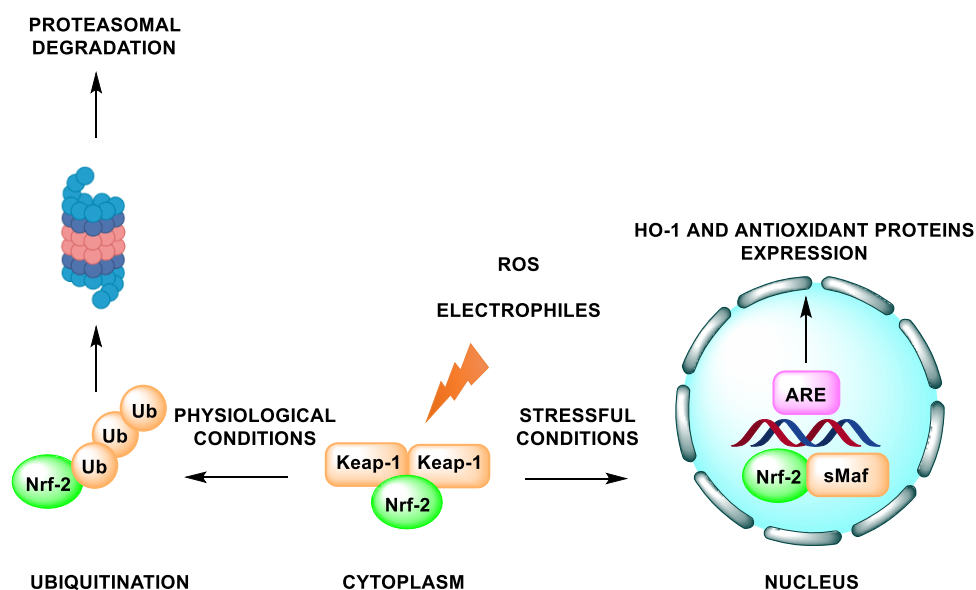 PROTEASOMAL
DEGRADATION
HO-1 AND ANTIOXIDANT PROTEINS
EXPRESSION
ROS
ELECTROPHILES
ARE
Ub
Ub
Ub
Nrf-2
PHYSIOLOGICAL
CONDITIONS
Keap-1
Keap-1
Nrf-2
STRESSFUL
CONDITIONS
Nrf-2
sMaf
UBIQUITINATION
CYTOPLASM
NUCLEUS